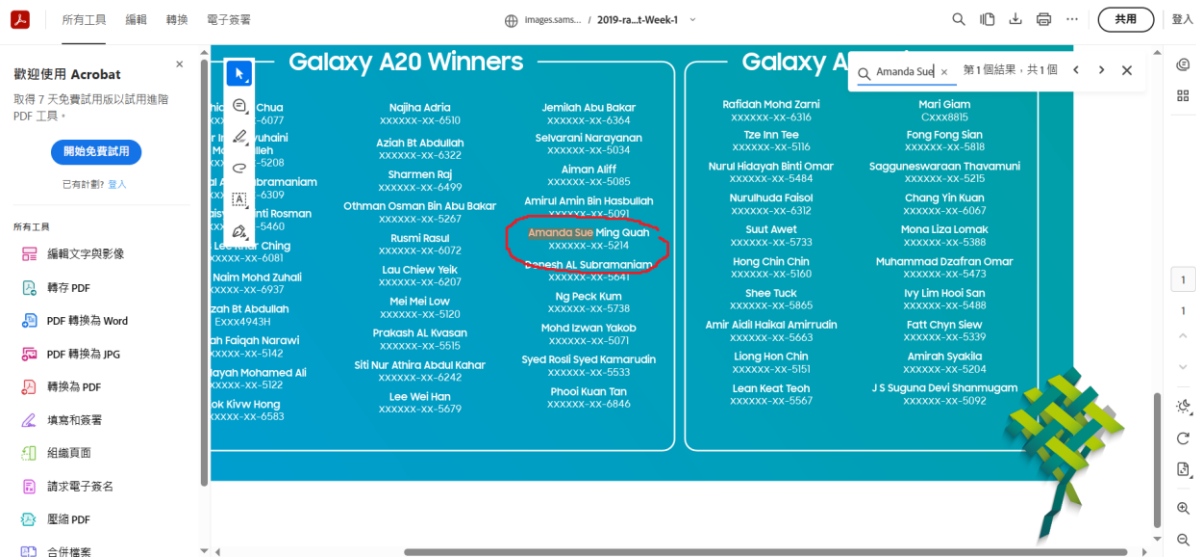 所有工具 編輯 轉換 電子簽署
images.sams... / 2019-ra...t-Week-1
共用 登入
歡迎使用 Acrobat
取得 7 天免費試用版以試用進階
PDF 工具。
開始免費試用
已有計劃? 登入
所有工具
編輯文字與影像
轉存 PDF
PDF 轉換為 Word
PDF 轉換為 JPG
轉換為 PDF
填寫和簽署
組織頁面
請求電子簽名
壓縮 PDF
合併檔案
Amanda Sue
第 1 個結果,共 1 個
Galaxy A20 Winners
Chua
-6077
-5208
-6309
nti Rosman
-5460
Ching
xxxxxx-xx-6081
Naim Mohd Zuhali
xxxxxx-xx-6937
zah Bt Abdullah
Exxx4943H
ah Faiqah Narawi
xxxxxx-xx-5142
layah Mohamed Ali
xxxxxx-xx-5122
ok Kivw Hong
xxxxxx-xx-6583
Najiha Adria
xxxxxx-xx-6510
Aziah Bt Abdullah
xxxxxx-xx-6322
Sharmen Raj
xxxxxx-xx-6499
Othman Osman Bin Abu Bakar
xxxxxx-xx-5267
Rusmi Rasul
xxxxxx-xx-6072
Lau Chiew Yeik
xxxxxx-xx-6207
Mei Mei Low
xxxxxx-xx-5120
Prakash AL Kvasan
xxxxxx-xx-5515
Siti Nur Athira Abdul Kahar
xxxxxx-xx-6242
Lee Wei Han
xxxxxx-xx-5679
Jemilah Abu Bakar
xxxxxx-xx-6364
Selvarani Narayanan
xxxxxx-xx-5034
Aiman Aliff
xxxxxx-xx-5085
Amirul Amin Bin Hasbullah
xxxxxx-xx-5091
Amanda Sue Ming Quah
xxxxxx-xx-5214
Denesh AL Subramaniam
xxxxxx-xx-5641
Ng Peck Kum
xxxxxx-xx-5738
Mohd Izwan Yakob
xxxxxx-xx-5071
Syed Rosli Syed Kamarudin
xxxxxx-xx-5533
Phooi Kuan Tan
xxxxxx-xx-6846
Galaxy A
Rafidah Mohd Zarni
xxxxxx-xx-6316
Tze Inn Tee
xxxxxx-xx-5116
Nurul Hidayah Binti Omar
xxxxxx-xx-5484
Nurulhuda Faisol
xxxxxx-xx-6312
Suut Awet
xxxxxx-xx-5733
Hong Chin Chin
xxxxxx-xx-5160
Shee Tuck
xxxxxx-xx-5865
Amir Aidil Haikal Amirrudin
xxxxxx-xx-5663
Liong Hon Chin
xxxxxx-xx-5151
Lean Keat Teoh
xxxxxx-xx-5567
Mari Giam
Cxxx8815
Fong Fong Sian
xxxxxx-xx-5818
Sagguneswaraan Thavamuni
xxxxxx-xx-5215
Chang Yin Kuan
xxxxxx-xx-6067
Mona Liza Lomak
xxxxxx-xx-5388
Muhammad Dzafran Omar
xxxxxx-xx-5473
Ivy Lim Hooi San
xxxxxx-xx-5488
Fatt Chyn Siew
xxxxxx-xx-5339
Amirah Syakila
xxxxxx-xx-5204
J S Suguna Devi Shanmugam
xxxxxx-xx-5092
1
1